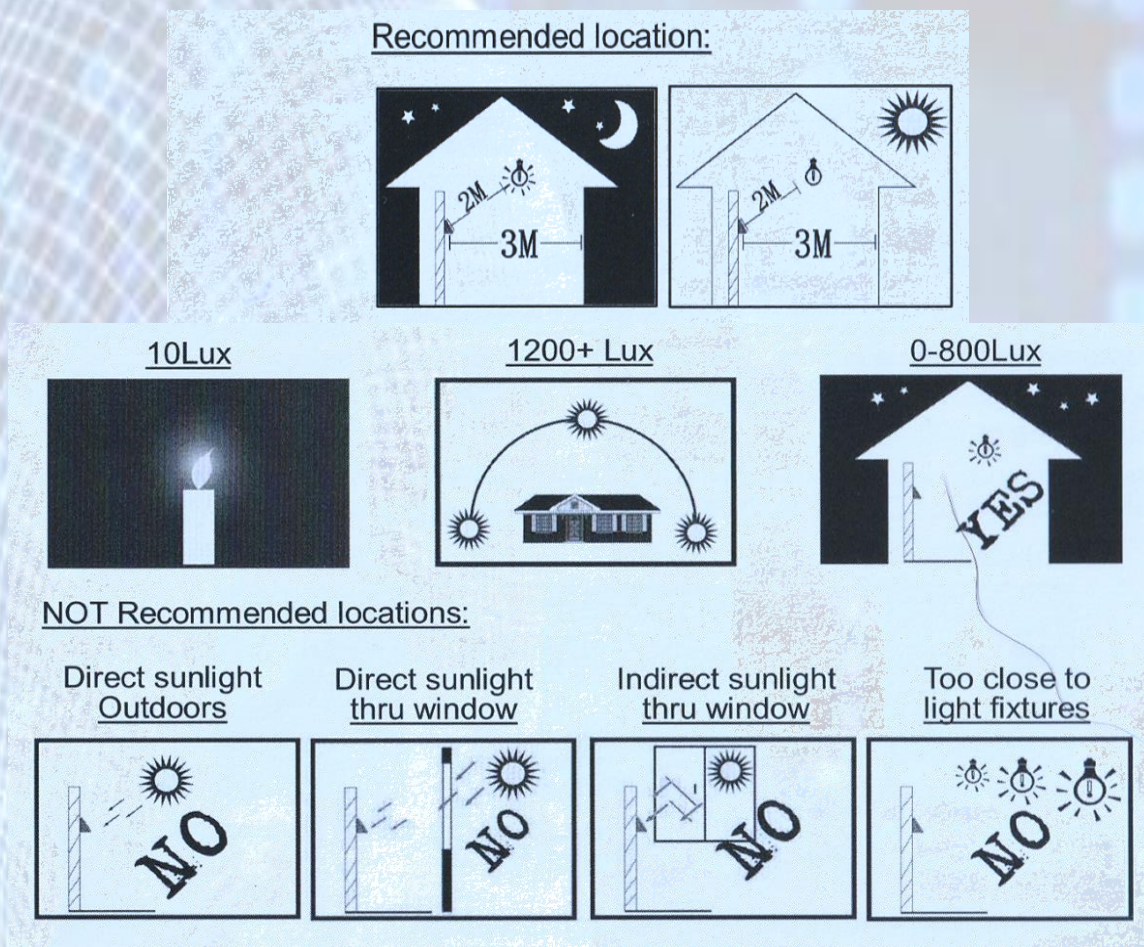 Recommended location:
2M
3M
2M
3M
10Lux
1200+ Lux
0-800Lux
YES
NOT Recommended locations:
Direct sunlight
Outdoors
Direct sunlight
thru window
Indirect sunlight
thru window
Too close to
light fixtures
NO
NO
NO
NO